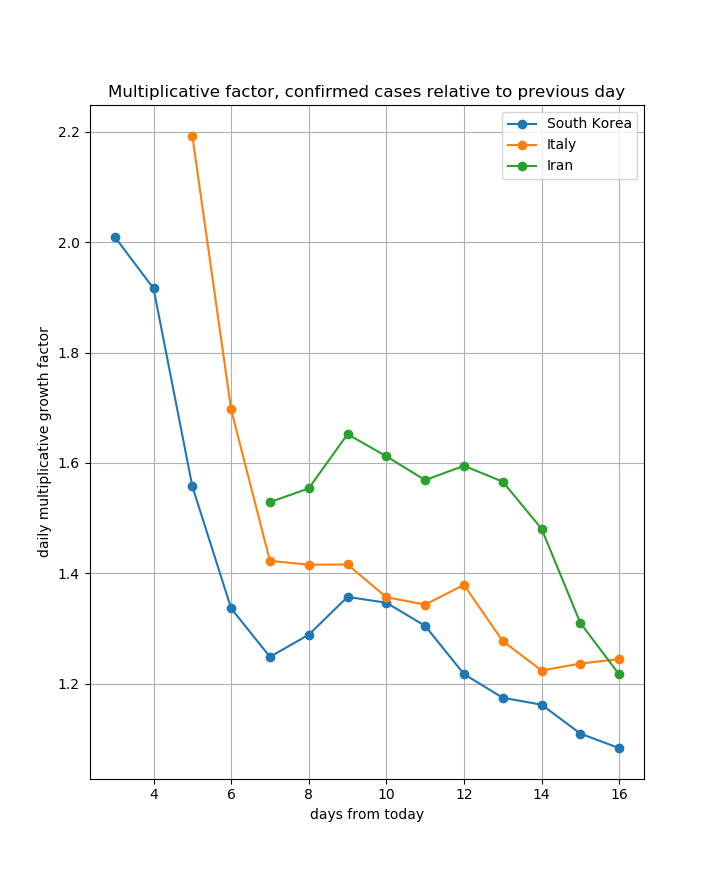 Multiplicative factor, confirmed cases relative to previous day
South Korea
Italy
Iran
daily multiplicative growth factor
2.2
2.0
1.8
1.6
1.4
1.2
4 6 8 10 12 14 16
days from today